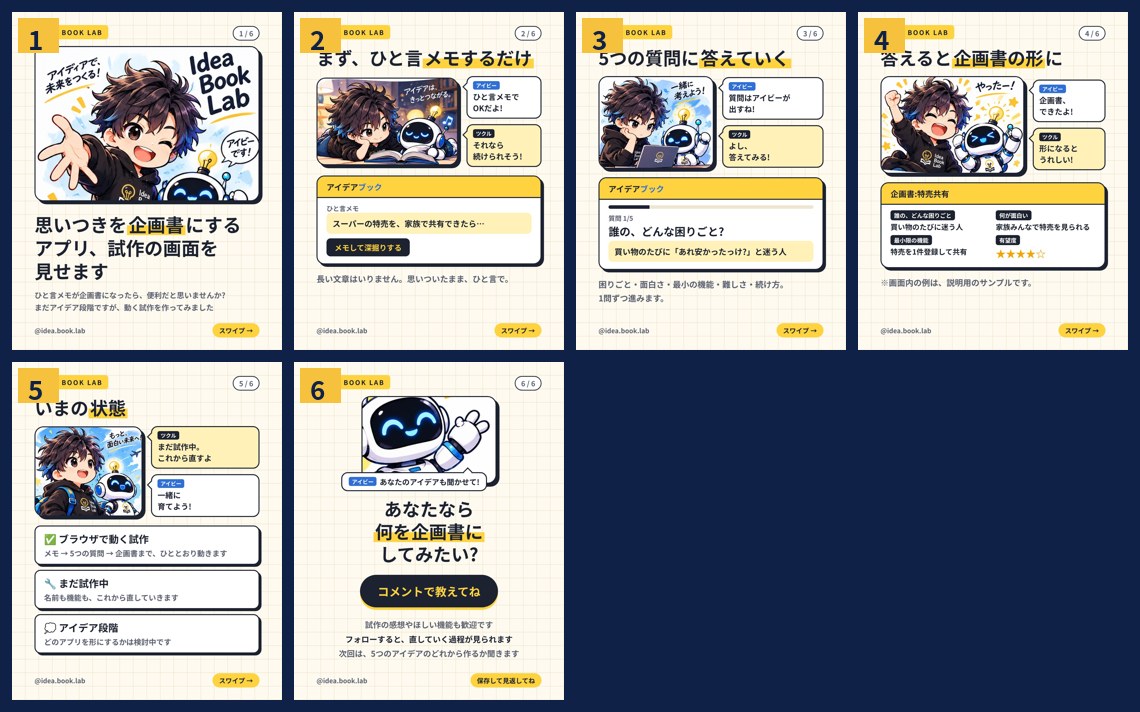 1
BOOK LAB
1/6
アイディアで、
未来をつくる!
Idea
Book
Lab
アイビー
です!
思いつきを企画書にする
アプリ、試作の画面を
見せます
ひと言メモが企画書になったら、便利だと思いませんか?
まだアイデア段階ですが、動く試作を作ってみました
@idea.book.lab
スワイプ→
2
BOOK LAB
2/6
まず、ひと言メモするだけ
アイデアは、
きっとつながる。
アイビー
ひと言メモで
OKだよ!
ツクル
それなら
続けられそう!
アイデアブック
ひと言メモ
スーパーの特売を、家族で共有できたら…
メモして深掘りする
長い文章はいりません。思いついたまま、ひと言で。
@idea.book.lab
スワイプ→
3
BOOK LAB
3/6
5つの質問に答えていく
一緒に
考えよう!
アイビー
質問はアイビーが
出すね!
ツクル
よし、
答えてみる!
アイデアブック
質問 1/5
誰の、どんな困りごと?
買い物のたびに「あれ安かったっけ?」と迷う人
困りごと・面白さ・最小の機能・難しさ・続け方。
1問ずつ進みます。
@idea.book.lab
スワイプ→
4
BOOK LAB
4/6
答えると企画書の形に
やったー!
アイビー
企画書、
できたよ!
ツクル
形になると
うれしい!
企画書:特売共有
誰の、どんな困りごと
買い物のたびに迷う人
何が面白い
家族みんなで特売を見られる
最小限の機能
特売を1件登録して共有
有望度
★★★★☆
※画面内の例は、説明用のサンプルです。
@idea.book.lab
スワイプ→
5
BOOK LAB
5/6
いまの状態
もっと、
面白い未来へ
ツクル
まだ試作中。
これから直すよ
アイビー
一緒に
育てよう!
✅ ブラウザで動く試作
メモ→5つの質問→企画書まで、ひととおり動きます
🔧 まだ試作中
名前も機能も、これから直していきます
💭 アイデア段階
どのアプリを形にするかは検討中です
@idea.book.lab
スワイプ→
6
BOOK LAB
6/6
アイビー あなたのアイデアも聞かせて!
あなたなら
何を企画書に
してみたい?
コメントで教えてね
試作の感想やほしい機能も歓迎です
フォローすると、直していく過程が見られます
次回は、5つのアイデアのどれから作るか聞きます
@idea.book.lab
保存して見返してね